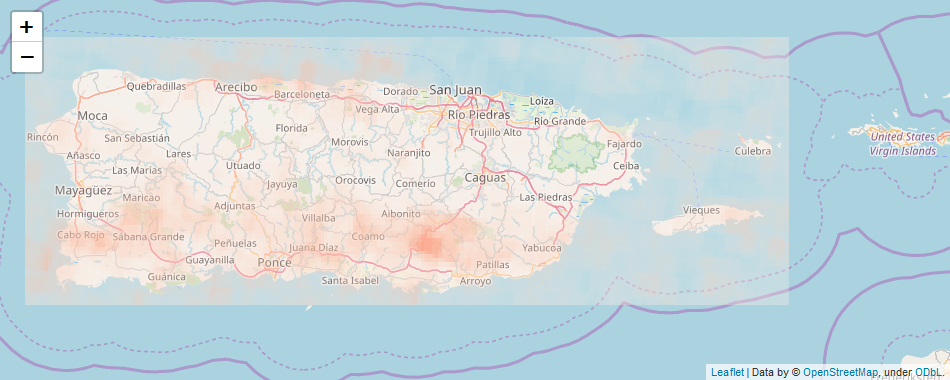 +
−
Quebradillas
Arecibo
Barceloneta
Dorado
San Juan
Loíza
Moca
Vega Alta
Río Piedras
Río Grande
Rincón
San Sebastián
Florida
Morovis
Trujillo Alto
Fajardo
United States
Virgin Islands
Añasco
Lares
Naranjito
Culebra
Las Marías
Utuado
Ceiba
Mayagüez
Maricao
Jayuya
Orocovis
Comerio
Caguas
Las Piedras
Hormigueros
Adjuntas
Villalba
Aibonito
Vieques
Cabo Rojo
Sabana Grande
Peñuelas
Juana Díaz
Coamo
Yabucoa
Guayanilla
Ponce
Patillas
Guánica
Santa Isabel
Arroyo
Leaflet | Data by © OpenStreetMap, under ODbL.